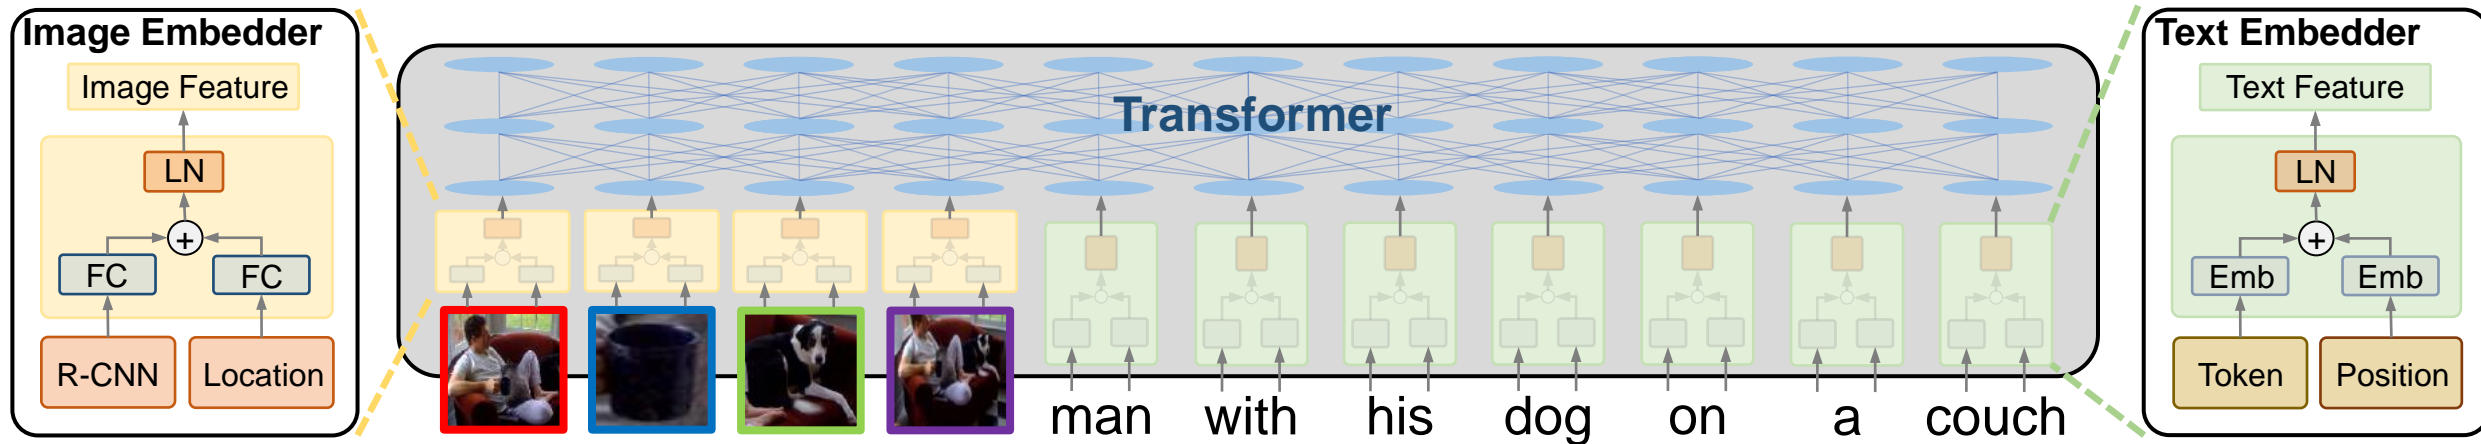 Image Embedder
Image Feature
LN
+
FC FC
R-CNN Location
Transformer
man with his dog on a couch
Text Embedder
Text Feature
LN
+
Emb Emb
Token Position